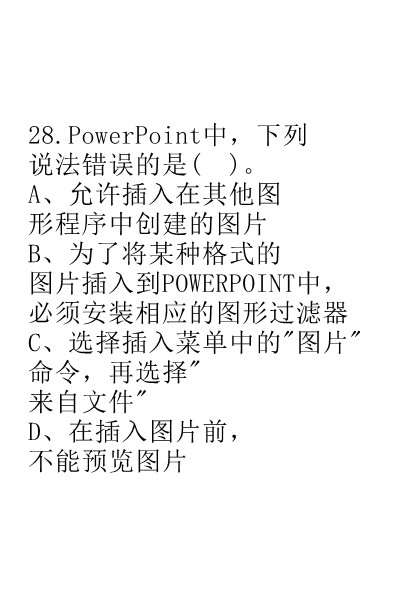 28.PowerPoint中，下列
说法错误的是(  )。
A、允许插入在其他图
形程序中创建的图片
B、为了将某种格式的
图片插入到POWERPOINT中，
必须安装相应的图形过滤器
C、选择插入菜单中的"图片"
命令，再选择"
来自文件"
D、在插入图片前，
不能预览图片